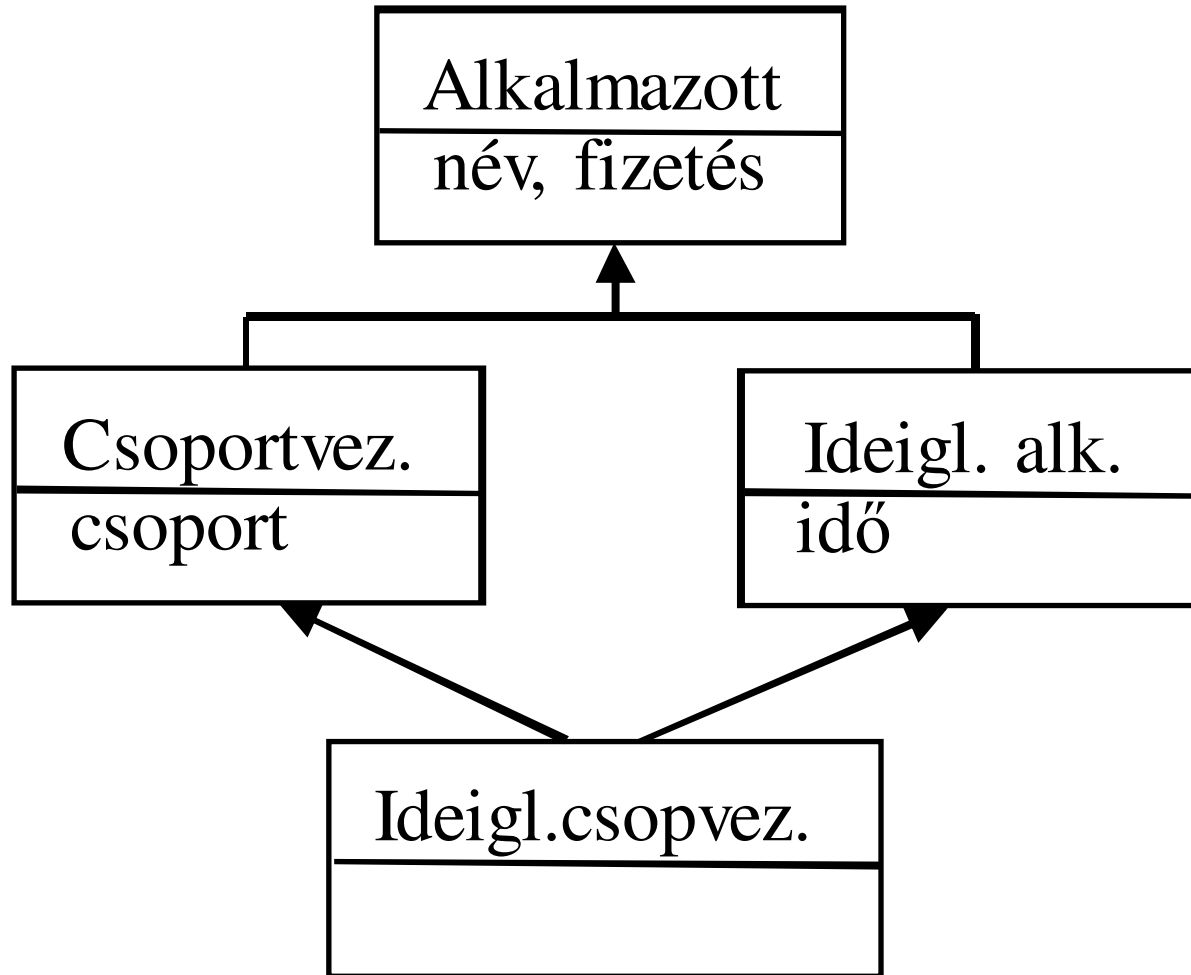 Alkalmazott
név, fizetés
Csoportvez.
csoport
Ideigl. alk.
idő
Ideigl.csopvez.